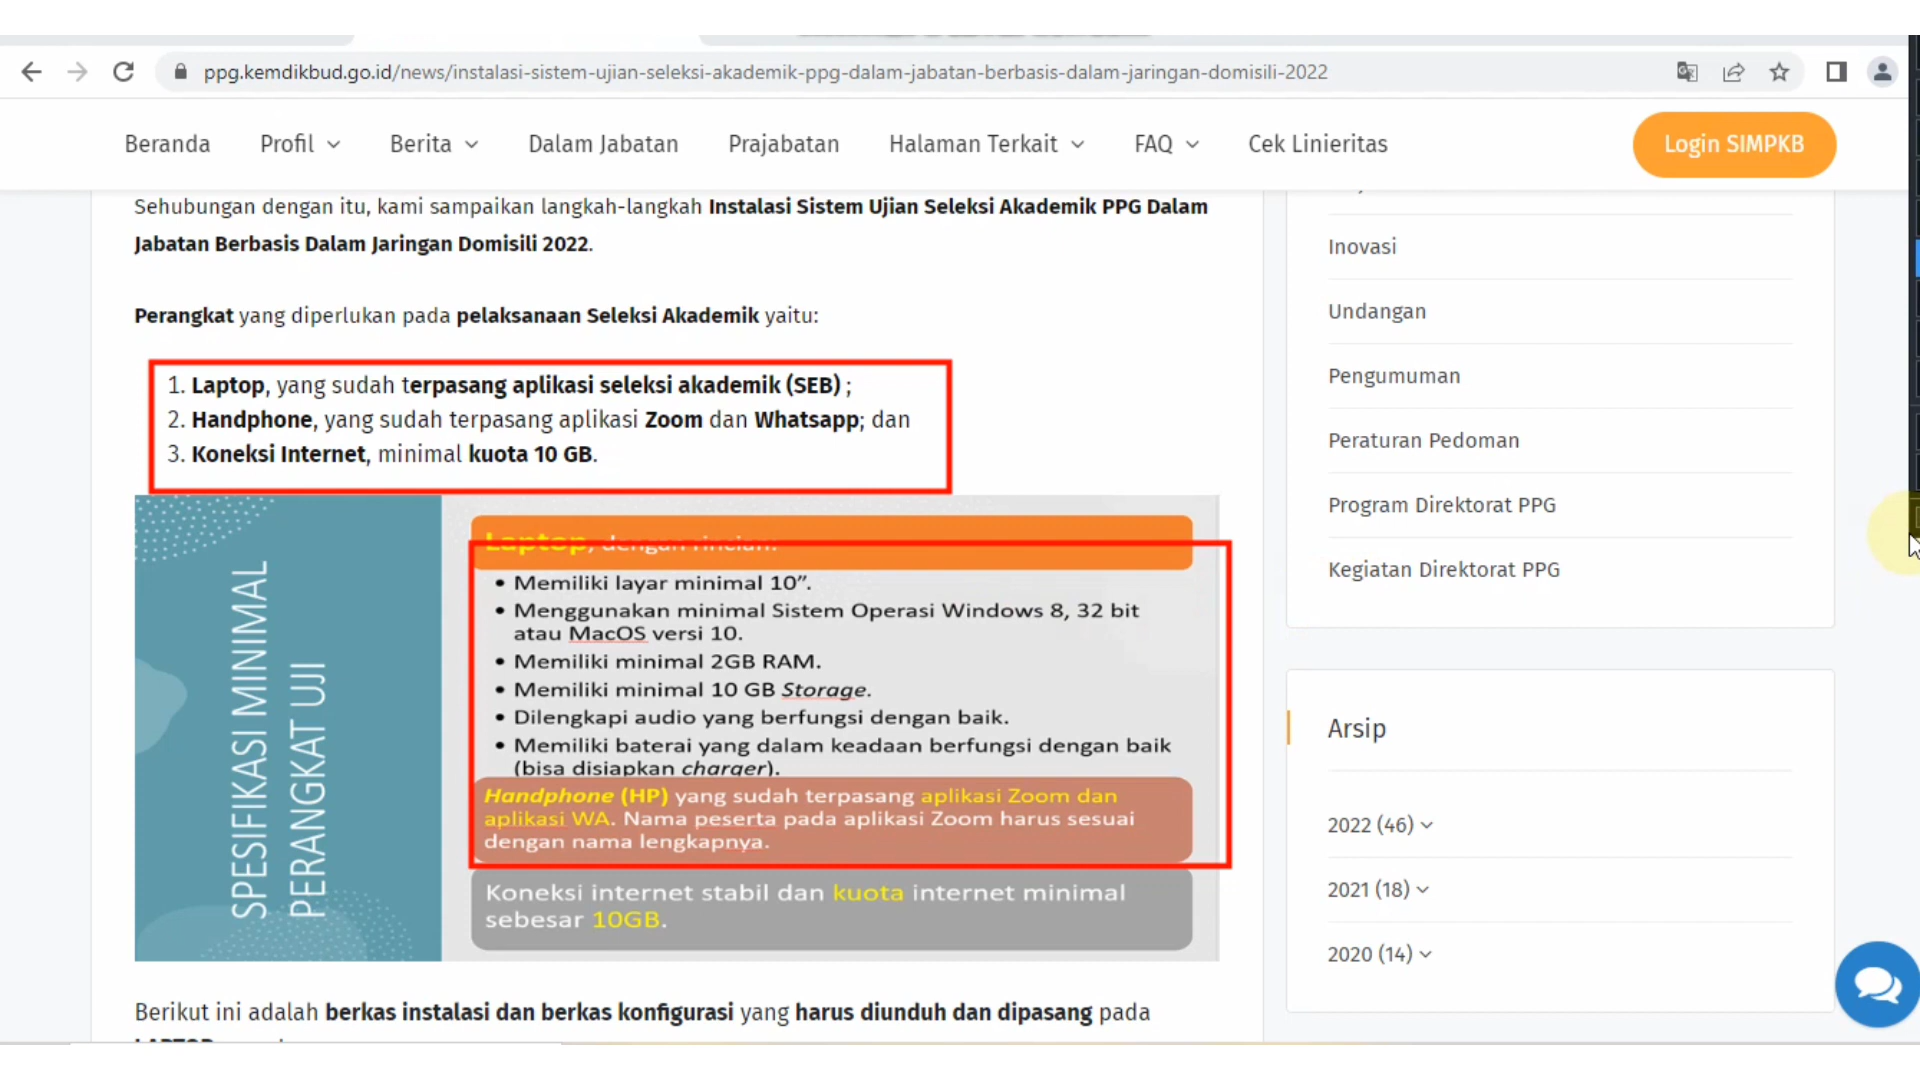 ppg.kemdikbud.go.id/news/instalasi-sistem-ujian-seleksi-akademik-ppg-dalam-jabatan-berbasis-dalam-jaringan-domisili-2022
Beranda Profil Berita Dalam Jabatan Prajabatan Halaman Terkait FAQ Cek Linieritas Login SIMPKB
Sehubungan dengan itu, kami sampaikan langkah-langkah Instalasi Sistem Ujian Seleksi Akademik PPG Dalam
Jabatan Berbasis Dalam Jaringan Domisili 2022.
Perangkat yang diperlukan pada pelaksanaan Seleksi Akademik yaitu:
1. Laptop, yang sudah terpasang aplikasi seleksi akademik (SEB) ;
2. Handphone, yang sudah terpasang aplikasi Zoom dan Whatsapp; dan
3. Koneksi Internet, minimal kuota 10 GB.
SPESIFIKASI MINIMAL
PERANGKAT UJI
Laptop, dengan rincian:
• Memiliki layar minimal 10”.
• Menggunakan minimal Sistem Operasi Windows 8, 32 bit
atau MacOS versi 10.
• Memiliki minimal 2GB RAM.
• Memiliki minimal 10 GB Storage.
• Dilengkapi audio yang berfungsi dengan baik.
• Memiliki baterai yang dalam keadaan berfungsi dengan baik
(bisa disiapkan charger).
Handphone (HP) yang sudah terpasang aplikasi Zoom dan
aplikasi WA. Nama peserta pada aplikasi Zoom harus sesuai
dengan nama lengkapnya.
Koneksi internet stabil dan kuota internet minimal
sebesar 10GB.
Berikut ini adalah berkas instalasi dan berkas konfigurasi yang harus diunduh dan dipasang pada
Inovasi
Undangan
Pengumuman
Peraturan Pedoman
Program Direktorat PPG
Kegiatan Direktorat PPG
Arsip
2022 (46)
2021 (18)
2020 (14)